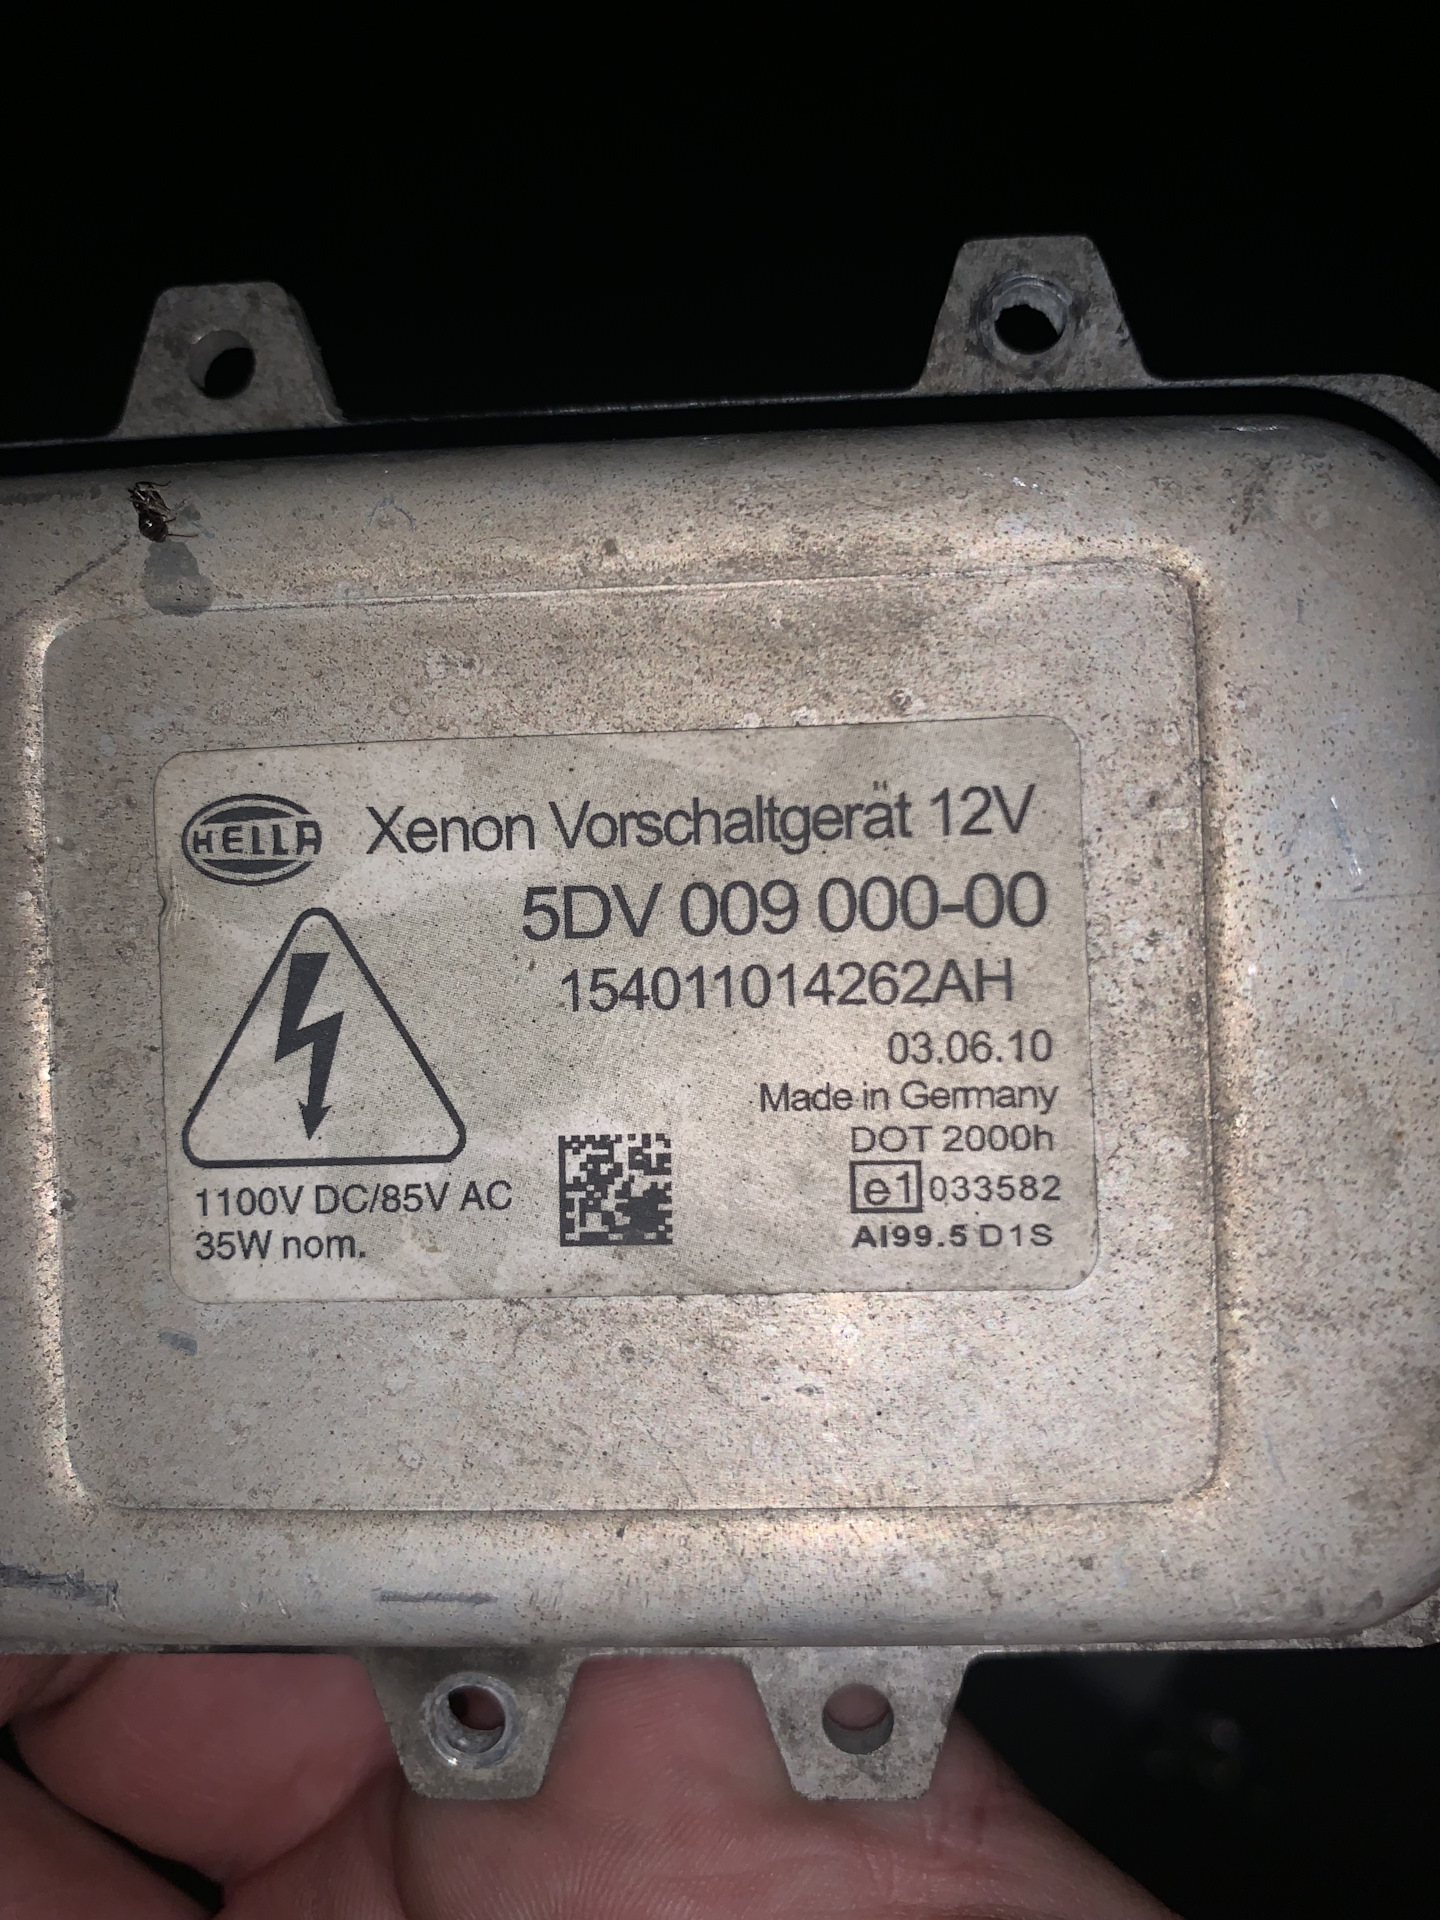 HELLA Xenon Vorschaltgerät 12V
5DV 009 000-00
154011014262AH
03.06.10
Made in Germany
DOT 2000h
1100V DC/85V AC
35W nom.
e1 033582
AI99.5 D1S